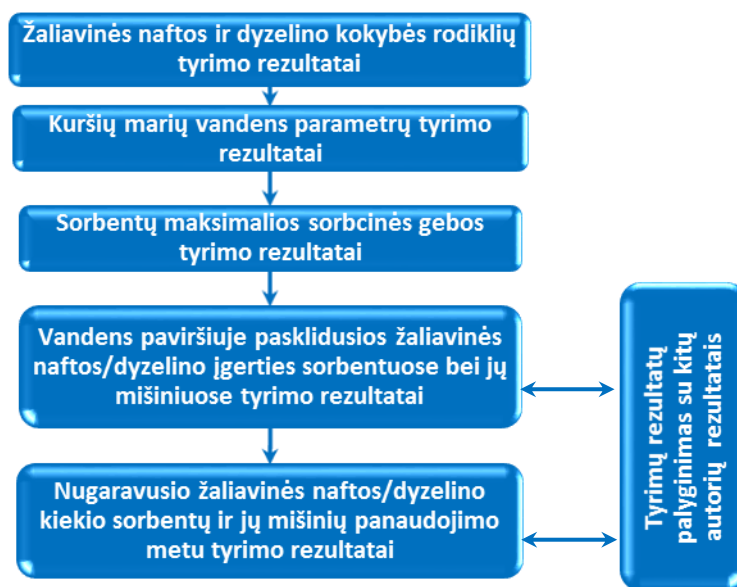 Žaliavinės naftos ir dyzelino kokybės rodiklių
tyrimo rezultatai
Kuršių marių vandens parametrų tyrimo
rezultatai
Sorbentų maksimalios sorbcinės gebos
tyrimo rezultatai
Vandens paviršiuje pasklidusios žaliavinės
naftos/dyzelino įgerties sorbentuose bei jų
mišiniuose tyrimo rezultatai
Nugaravusio žaliavinės naftos/dyzelino
kiekio sorbentų ir jų mišinių panaudojimo
metu tyrimo rezultatai
Tyrimų rezultatų
palyginimas su kitų
autorių rezultatais